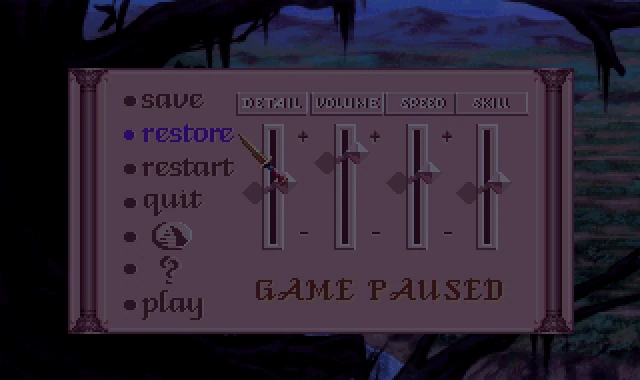 save
restore
restart
quit
?
play
DETAIL VOLUME SPEED SKILL
+ + +
- - -
GAME PAUSED